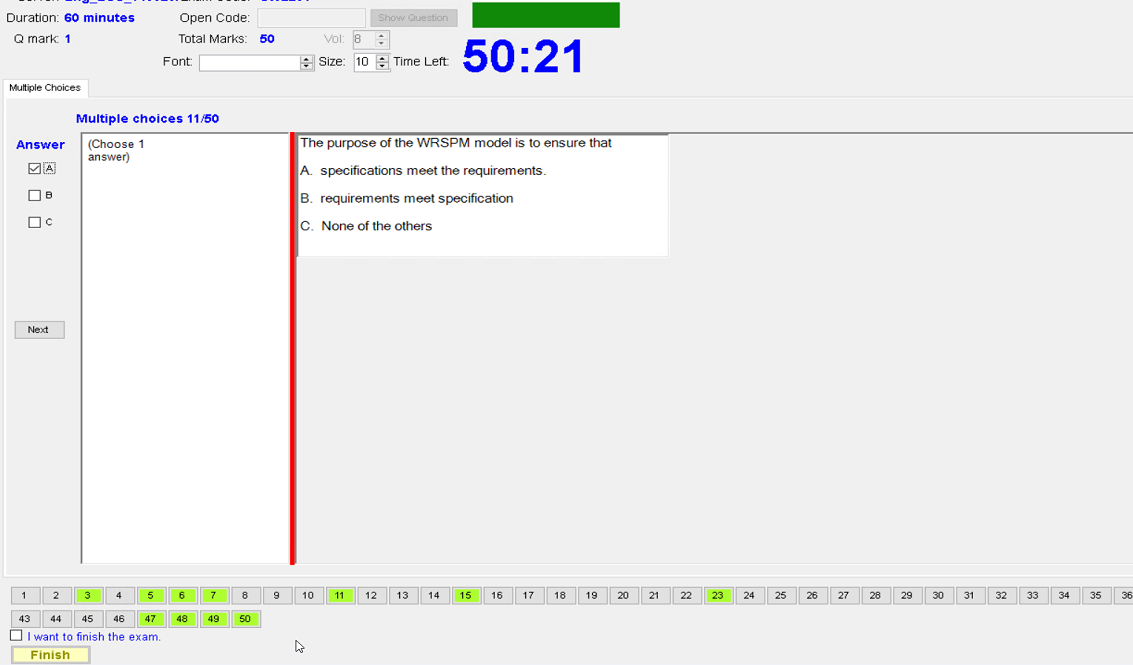 Duration: 60 minutes Open Code: Show Question
Q mark: 1 Total Marks: 50 Vol: 8
Font: Size: 10 Time Left: 50:21
Multiple Choices
Multiple choices 11/50
Answer
A
B
C
Next
(Choose 1
answer)
The purpose of the WRSPM model is to ensure that
A. specifications meet the requirements.
B. requirements meet specification
C. None of the others
1 2 3 4 5 6 7 8 9 10 11 12 13 14 15 16 17 18 19 20 21 22 23 24 25 26 27 28 29 30 31 32 33 34 35 36
43 44 45 46 47 48 49 50
I want to finish the exam.
Finish